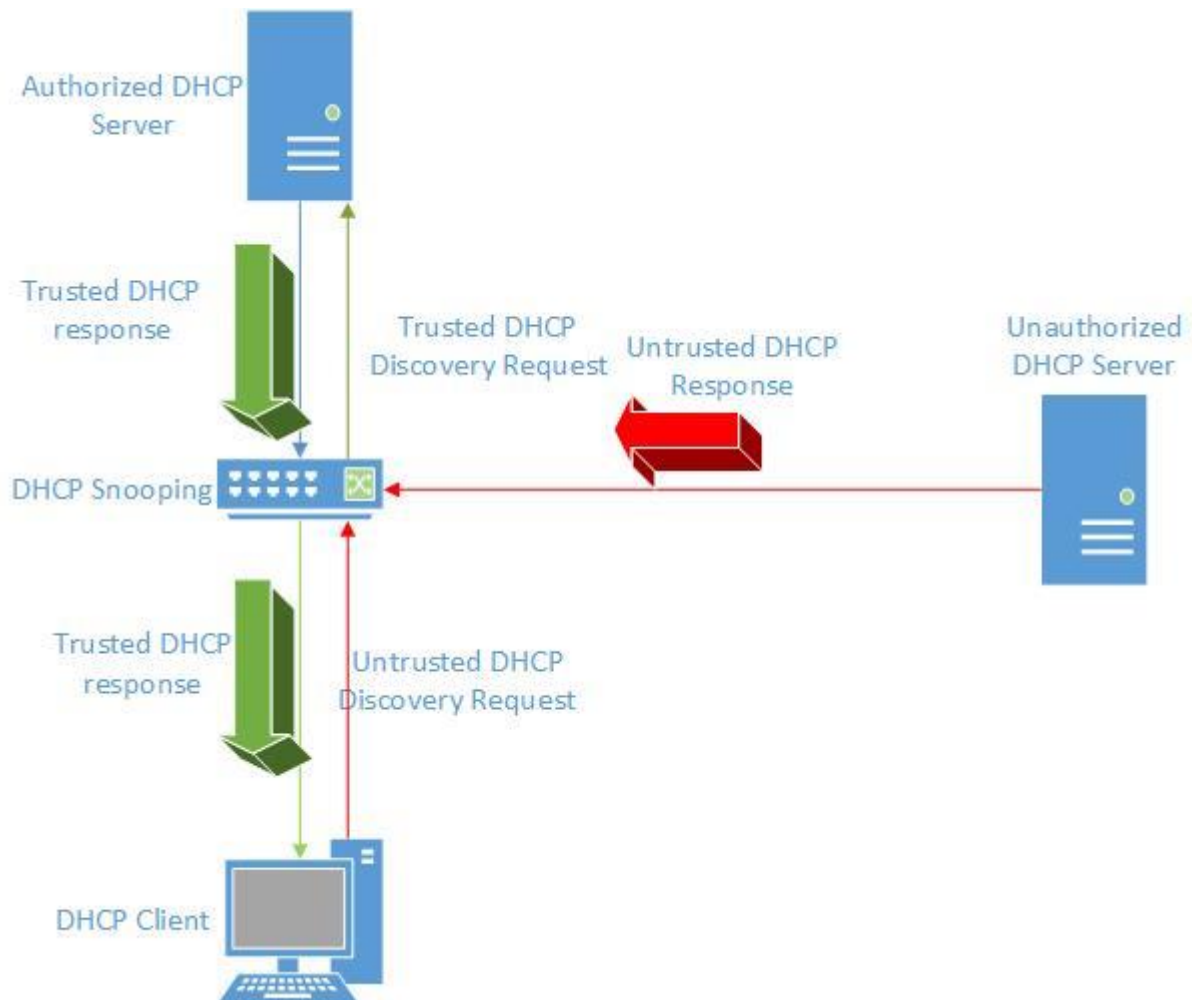 Authorized DHCP
Server
Trusted DHCP
response
Trusted DHCP
Discovery Request
Untrusted DHCP
Response
Unauthorized
DHCP Server
DHCP Snooping
Trusted DHCP
response
Untrusted DHCP
Discovery Request
DHCP Client